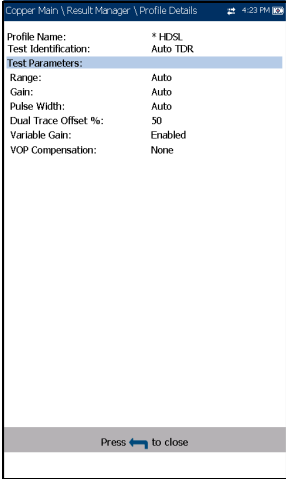 Copper Main \ Result Manager \ Profile Details 4:23 PM
Profile Name: * HDSL
Test Identification: Auto TDR
Test Parameters:
Range: Auto
Gain: Auto
Pulse Width: Auto
Dual Trace Offset %: 50
Variable Gain: Enabled
VOP Compensation: None
Press to close